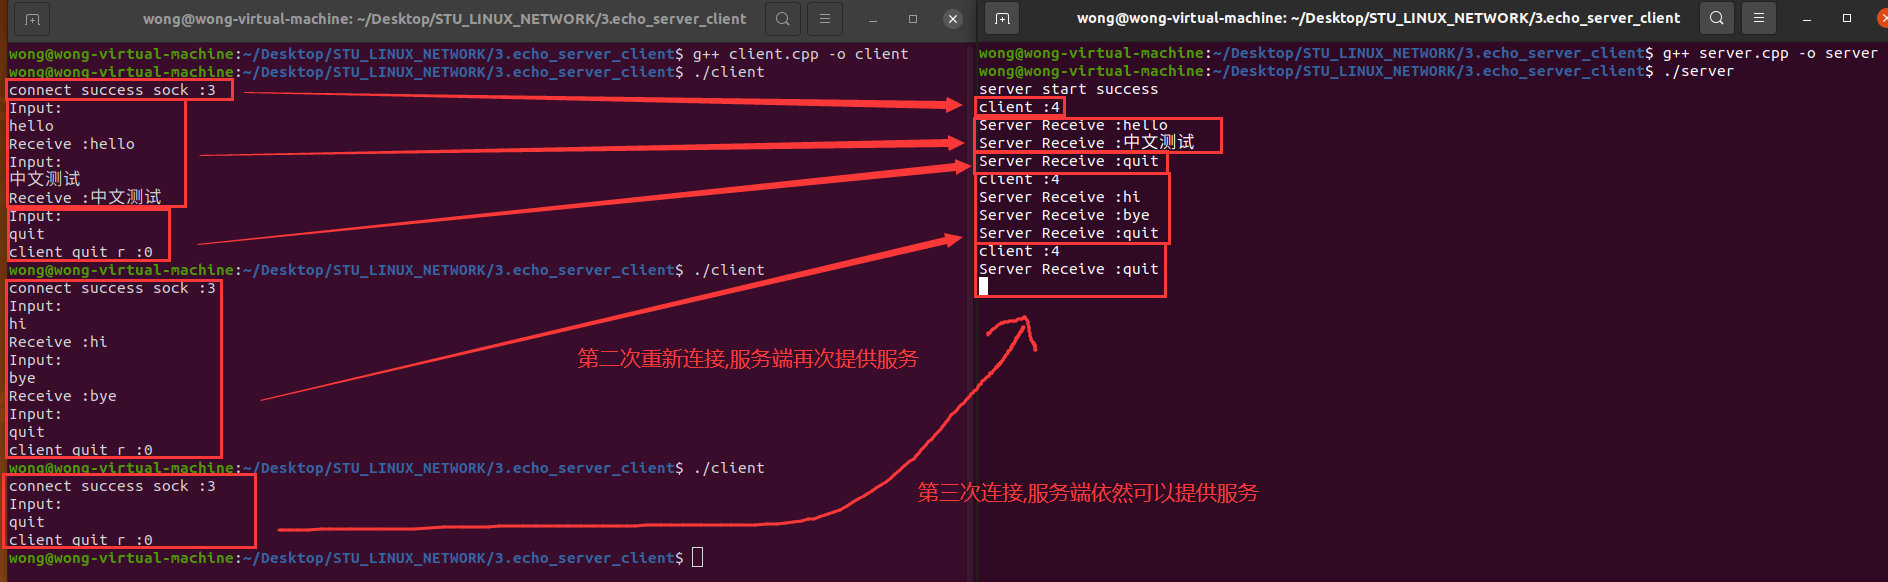 wong@wong-virtual-machine: ~/Desktop/STU_LINUX_NETWORK/3.echo_server_client
wong@wong-virtual-machine:~/Desktop/STU_LINUX_NETWORK/3.echo_server_client$ g++ client.cpp -o client
wong@wong-virtual-machine:~/Desktop/STU_LINUX_NETWORK/3.echo_server_client$ ./client
connect success sock :3
Input:
hello
Receive :hello
Input:
中文测试
Receive :中文测试
Input:
quit
client quit r :0
wong@wong-virtual-machine:~/Desktop/STU_LINUX_NETWORK/3.echo_server_client$ ./client
connect success sock :3
Input:
hi
Receive :hi
Input:
bye
Receive :bye
Input:
quit
client quit r :0
wong@wong-virtual-machine:~/Desktop/STU_LINUX_NETWORK/3.echo_server_client$ ./client
connect success sock :3
Input:
quit
client quit r :0
wong@wong-virtual-machine:~/Desktop/STU_LINUX_NETWORK/3.echo_server_client$
第二次重新连接,服务端再次提供服务
第三次连接,服务端依然可以提供服务
wong@wong-virtual-machine: ~/Desktop/STU_LINUX_NETWORK/3.echo_server_client
wong@wong-virtual-machine:~/Desktop/STU_LINUX_NETWORK/3.echo_server_client$ g++ server.cpp -o server
wong@wong-virtual-machine:~/Desktop/STU_LINUX_NETWORK/3.echo_server_client$ ./server
server start success
client :4
Server Receive :hello
Server Receive :中文测试
Server Receive :quit
client :4
Server Receive :hi
Server Receive :bye
Server Receive :quit
client :4
Server Receive :quit